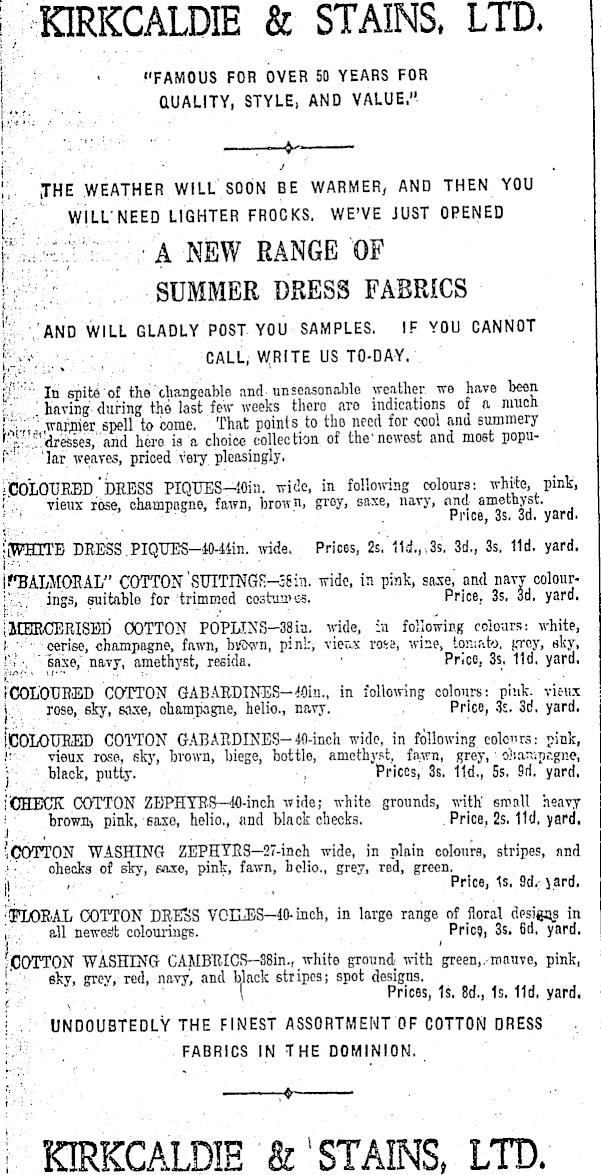 KIRKCALDIE & STAINS, LTD.
"FAMOUS FOR OVER 50 YEARS FOR
QUALITY, STYLE, AND VALUE."
THE WEATHER WILL SOON BE WARMER, AND THEN YOU
WILL NEED LIGHTER FROCKS. WE'VE JUST OPENED
A NEW RANGE OF
SUMMER DRESS FABRICS
AND WILL GLADLY POST YOU SAMPLES. IF YOU CANNOT
CALL, WRITE US TO-DAY.
In spite of the changeable and unseasonable weather we have been
having during the last few weeks there are indications of a much
warmer spell to come. That points to the need for cool and summery
dresses, and here is a choice collection of the newest and most popu-
lar weaves, priced very pleasingly.
COLOURED DRESS PIQUES—40in. wide, in following colours: white, pink,
vieux rose, champagne, fawn, brown, grey, saxe, navy, and amethyst.
Price, 3s. 3d. yard.
WHITE DRESS PIQUES—40-44in. wide. Prices, 2s. 11d., 3s. 3d., 3s. 11d. yard.
"BALMORAL" COTTON SUITINGS—38in. wide, in pink, saxe, and navy colour-
ings, suitable for trimmed costumes. Price, 3s. 3d. yard.
MERCERISED COTTON POPLINS—38in. wide, in following colours: white,
cerise, champagne, fawn, brown, pink, vieux rose, wine, tomato, grey, sky,
saxe, navy, amethyst, reseda. Price, 3s. 11d. yard.
COLOURED COTTON GABARDINES—40in., in following colours: pink. vieux
rose, sky, saxe, champagne, helio., navy. Price, 3s. 3d. yard.
COLOURED COTTON GABARDINES—40-inch wide, in following colours: pink,
vieux rose, sky, brown, biege, bottle, amethyst, fawn, grey, champagne,
black, putty. Prices, 3s. 11d., 5s. 9d. yard.
CHECK COTTON ZEPHYRS—40-inch wide; white grounds, with small heavy
brown, pink, saxe, helio., and black checks. Price, 2s. 11d. yard.
COTTON WASHING ZEPHYRS—27-inch wide, in plain colours, stripes, and
checks of sky, saxe, pink, fawn, helio., grey, red, green.
Price, 1s. 9d. yard.
FLORAL COTTON DRESS VOILES—40-inch, in large range of floral designs in
all newest colourings. Price, 3s. 6d. yard.
COTTON WASHING CAMBRICS—38in., white ground with green, mauve, pink,
sky, grey, red, navy, and black stripes; spot designs.
Prices, 1s. 8d., 1s. 11d. yard.
UNDOUBTEDLY THE FINEST ASSORTMENT OF COTTON DRESS
FABRICS IN THE DOMINION.
KIRKCALDIE & STAINS, LTD.